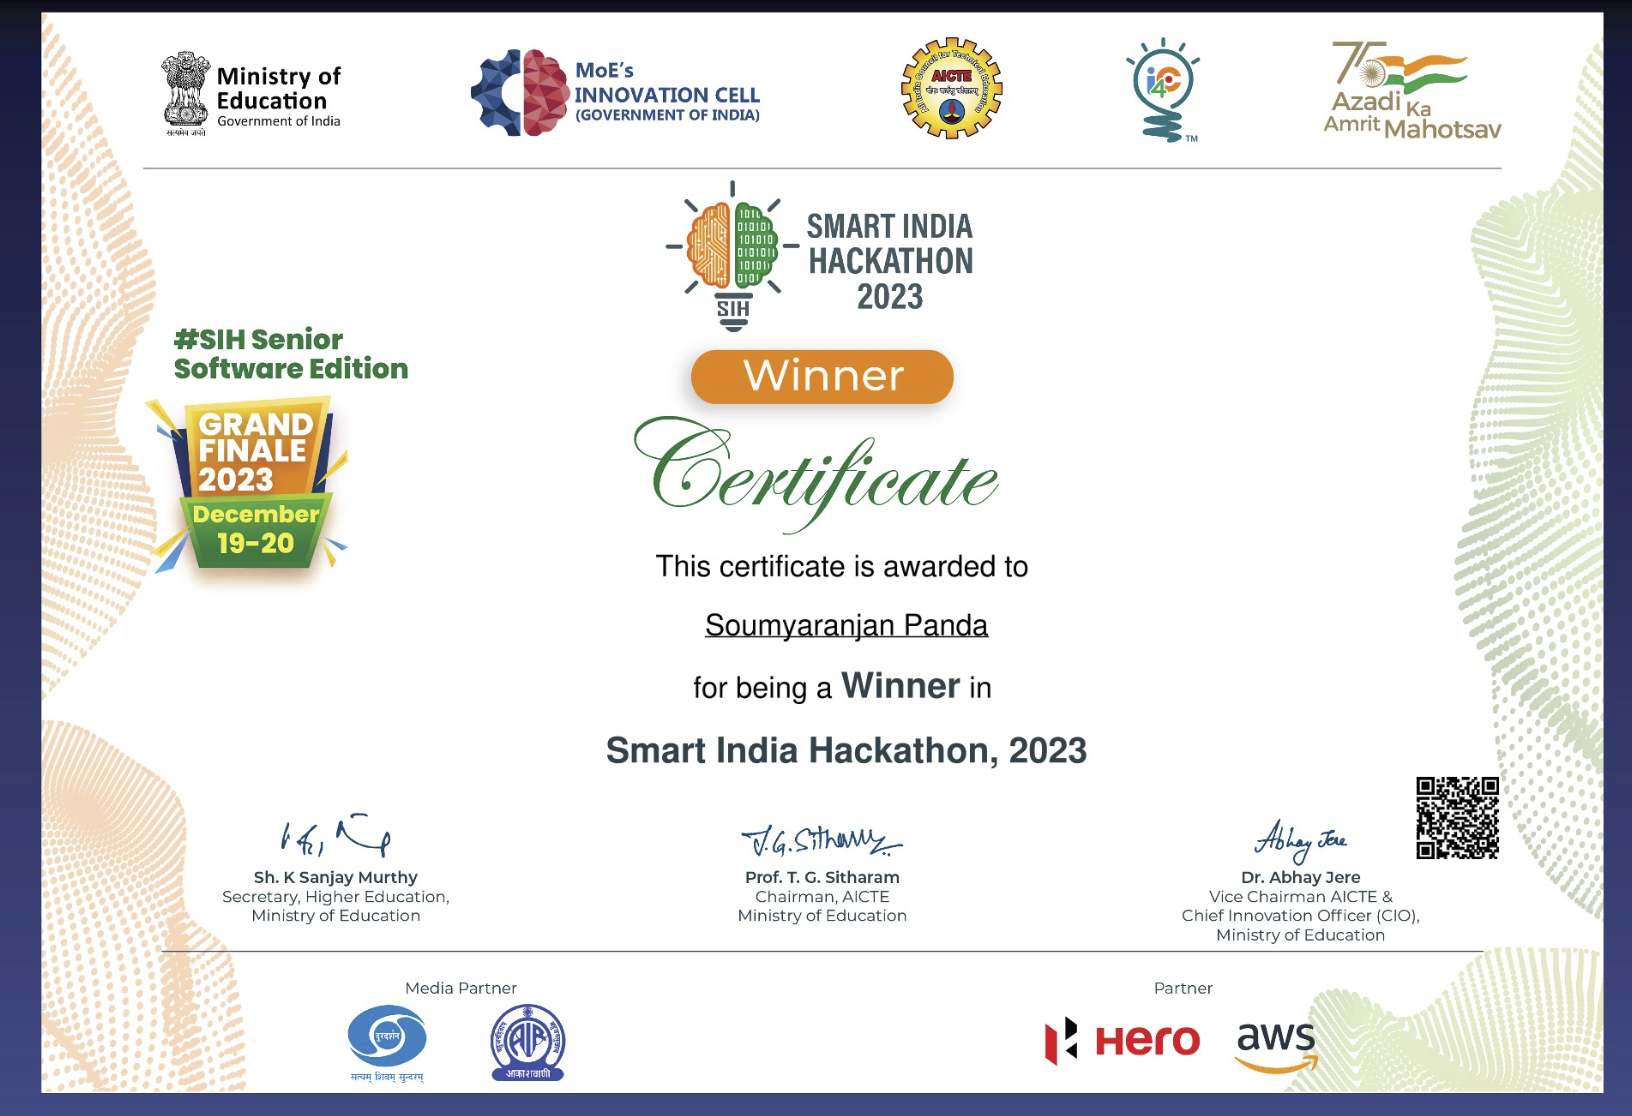 Ministry of
Education
Government of India
सत्यमेव जयते
MoE's
INNOVATION CELL
(GOVERNMENT OF INDIA)
All India Council for Technical Education
AICTE
i4C
TM
75
Azadi Ka
Amrit Mahotsav
SMART INDIA
HACKATHON
2023
SIH
#SIH Senior
Software Edition
GRAND
FINALE
2023
December
19-20
Winner
Certificate
This certificate is awarded to
Soumyaranjan Panda
for being a Winner in
Smart India Hackathon, 2023
T.G.Sitharam
Abhay Jere
Sh. K Sanjay Murthy
Secretary, Higher Education,
Ministry of Education
Prof. T. G. Sitharam
Chairman, AICTE
Ministry of Education
Dr. Abhay Jere
Vice Chairman AICTE &
Chief Innovation Officer (CIO),
Ministry of Education
Media Partner
Partner
दूरदर्शन
सत्यम् शिवम् सुन्दरम्
AIR
आकाशवाणी
Hero
aws